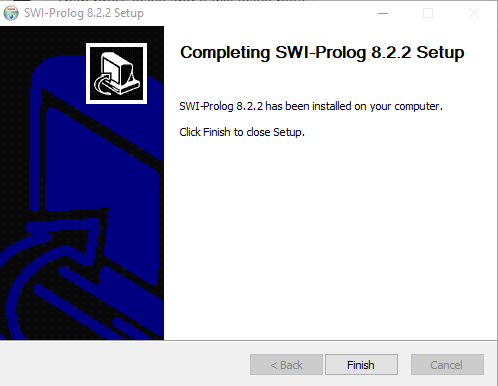 SWI-Prolog 8.2.2 Setup
Completing SWI-Prolog 8.2.2 Setup
SWI-Prolog 8.2.2 has been installed on your computer.
Click Finish to close Setup.
< Back
Finish
Cancel